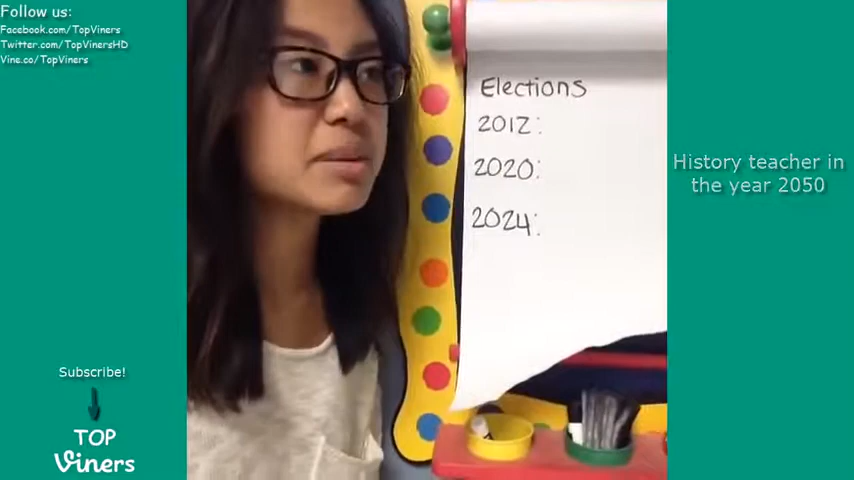 Follow us:
Facebook.com/TopViners
Twitter.com/TopVinersHD
Vine.co/TopViners
Elections
2012:
2020:
2024:
History teacher in
the year 2050
Subscribe!
TOP
Viners